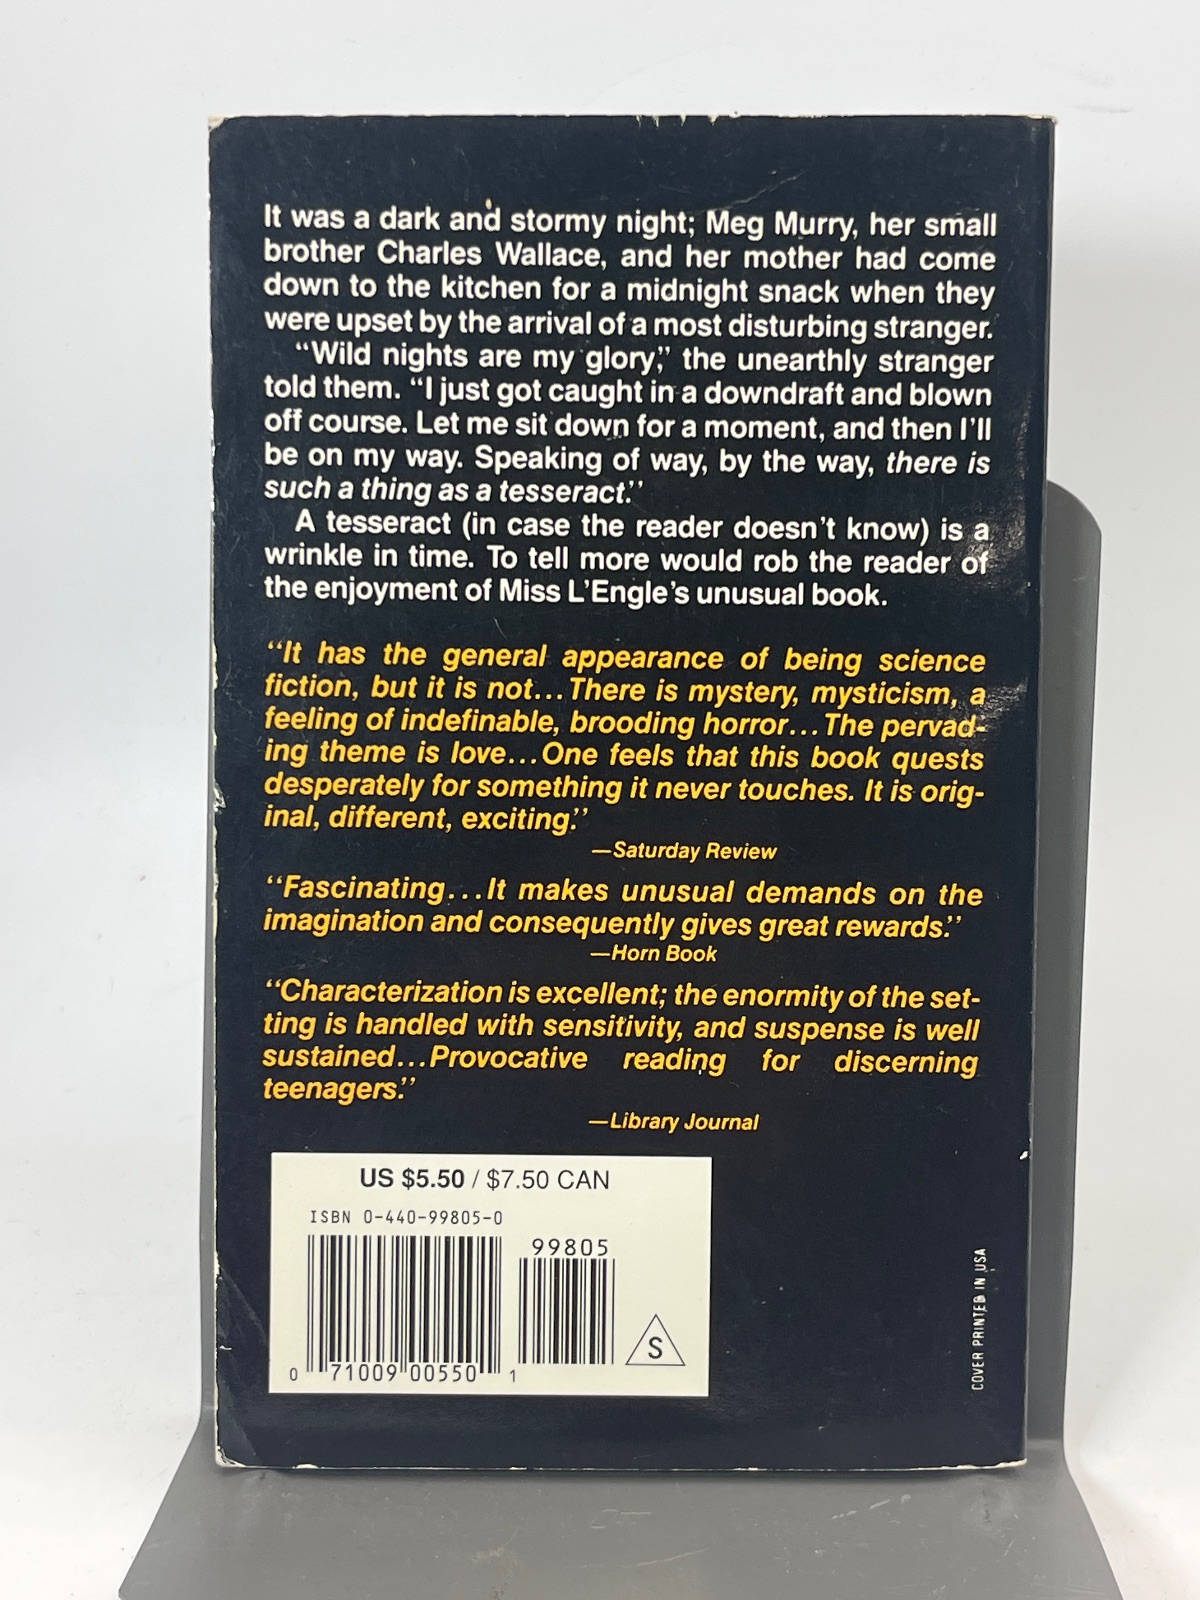 It was a dark and stormy night; Meg Murry, her small
brother Charles Wallace, and her mother had come
down to the kitchen for a midnight snack when they
were upset by the arrival of a most disturbing stranger.
“Wild nights are my glory,” the unearthly stranger
told them. “I just got caught in a downdraft and blown
off course. Let me sit down for a moment, and then I’ll
be on my way. Speaking of way, by the way, there is
such a thing as a tesseract.”
A tesseract (in case the reader doesn’t know) is a
wrinkle in time. To tell more would rob the reader of
the enjoyment of Miss L’Engle’s unusual book.
“It has the general appearance of being science
fiction, but it is not...There is mystery, mysticism, a
feeling of indefinable, brooding horror...The pervad-
ing theme is love...One feels that this book quests
desperately for something it never touches. It is orig-
inal, different, exciting.”
—Saturday Review
“Fascinating...It makes unusual demands on the
imagination and consequently gives great rewards.”
—Horn Book
“Characterization is excellent; the enormity of the set-
ting is handled with sensitivity, and suspense is well
sustained...Provocative reading for discerning
teenagers.”
—Library Journal
US $5.50 / $7.50 CAN
ISBN 0-440-99805-0
99805
0 71009 00550 1
S
COVER PRINTED IN USA